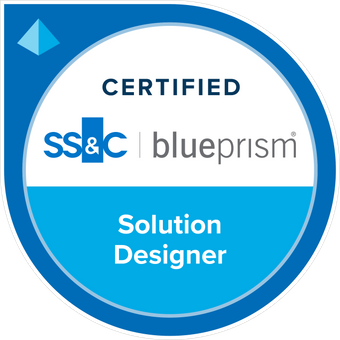 CERTIFIED
SS&C | blueprism®
Solution
Designer